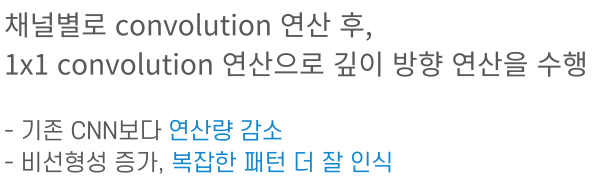 채널별로 convolution 연산 후,
1x1 convolution 연산으로 깊이 방향 연산을 수행
- 기존 CNN보다 연산량 감소
- 비선형성 증가, 복잡한 패턴 더 잘 인식